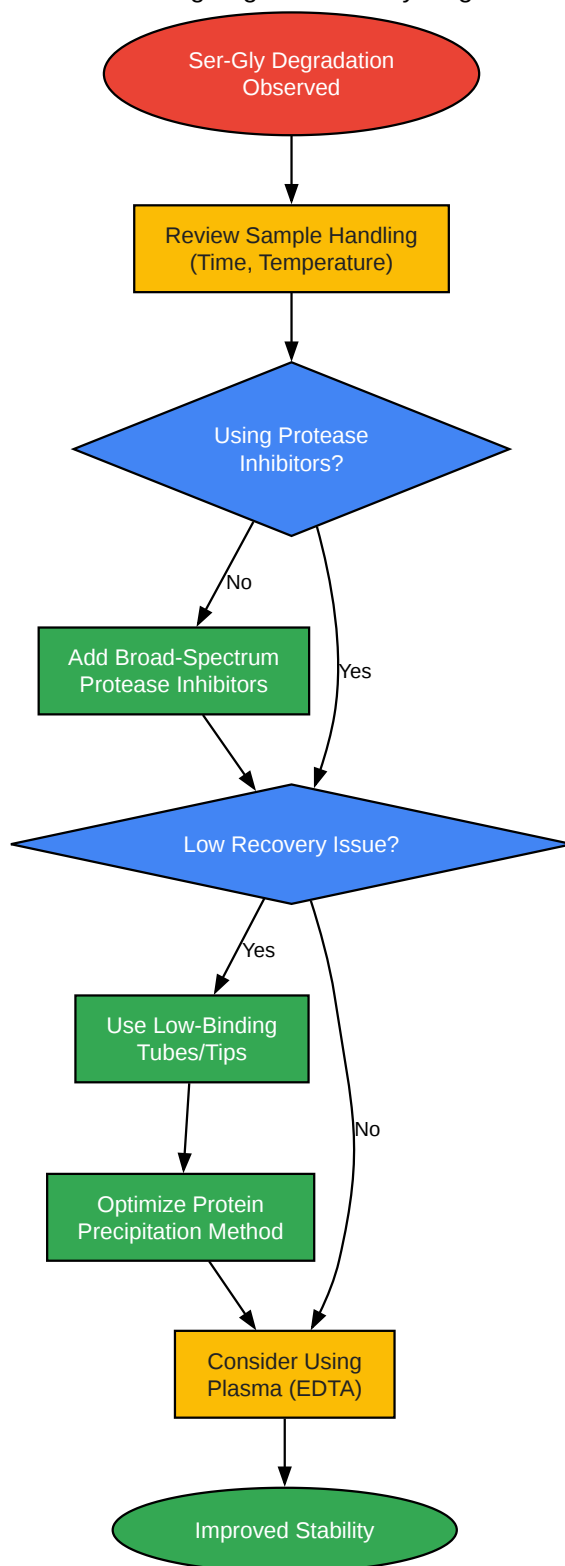 Ser-Gly Degradation
Observed
Review Sample Handling
(Time, Temperature)
Using Protease
Inhibitors?
No
Add Broad-Spectrum
Protease Inhibitors
Yes
Low Recovery Issue?
Yes
Use Low-Binding
Tubes/Tips
No
Optimize Protein
Precipitation Method
Consider Using
Plasma (EDTA)
Improved Stability